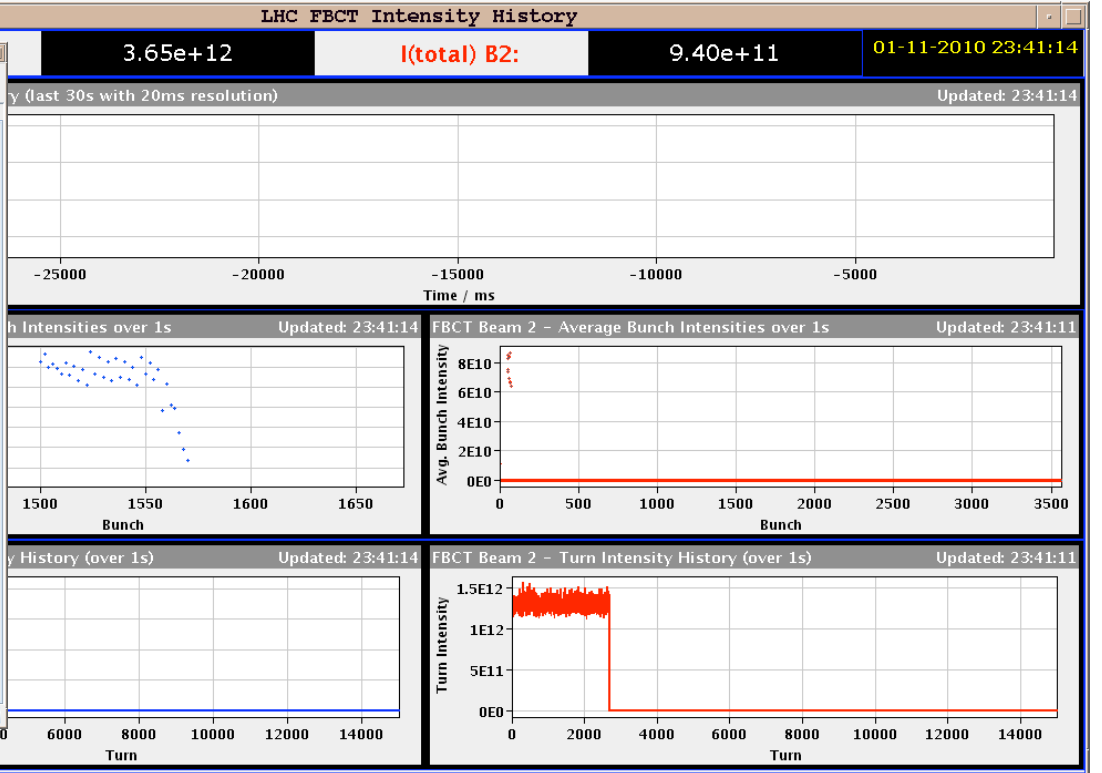 LHC FBCT Intensity History
3.65e+12
I(total) B2:
9.40e+11
01-11-2010 23:41:14
y (last 30s with 20ms resolution)
Updated: 23:41:14
-25000 -20000 -15000 -10000 -5000
Time / ms
h Intensities over 1s
Updated: 23:41:14
1500 1550 1600 1650
Bunch
FBCT Beam 2 - Average Bunch Intensities over 1s
Updated: 23:41:11
Avg. Bunch Intensity
8E10
6E10
4E10
2E10
0E0
0 500 1000 1500 2000 2500 3000 3500
Bunch
y History (over 1s)
Updated: 23:41:14
0 6000 8000 10000 12000 14000
Turn
FBCT Beam 2 - Turn Intensity History (over 1s)
Updated: 23:41:11
Turn Intensity
1.5E12
1E12
5E11
0E0
0 2000 4000 6000 8000 10000 12000 14000
Turn